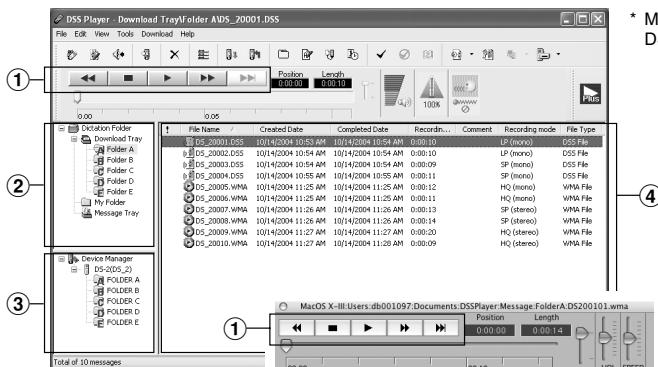 DSS Player - Download Tray\Folder A\DS_20001.DSS
File Edit View Tools Download Help
* M
D
1
Position Length
0:00:00 0:00:10
100%
Plus
0.00 0.05
2
Dictation Folder
Download Tray
Folder A
Folder B
Folder C
Folder D
Folder E
My Folder
Message Tray
! File Name Created Date Completed Date Recordin... Comment Recording mode File Type
DS_20001.DSS 10/14/2004 10:53 AM 10/14/2004 10:54 AM 0:00:10 LP (mono) DSS File
DS_20002.DSS 10/14/2004 10:53 AM 10/14/2004 10:54 AM 0:00:10 LP (mono) DSS File
DS_20003.DSS 10/14/2004 10:54 AM 10/14/2004 10:54 AM 0:00:09 SP (mono) DSS File
DS_20004.DSS 10/14/2004 10:55 AM 10/14/2004 10:55 AM 0:00:11 SP (mono) DSS File
DS_20005.WMA 10/14/2004 11:25 AM 10/14/2004 11:25 AM 0:00:12 HQ (mono) WMA File
DS_20006.WMA 10/14/2004 11:25 AM 10/14/2004 11:25 AM 0:00:11 HQ (mono) WMA File
DS_20007.WMA 10/14/2004 11:26 AM 10/14/2004 11:26 AM 0:00:13 SP (stereo) WMA File
DS_20008.WMA 10/14/2004 11:26 AM 10/14/2004 11:26 AM 0:00:14 SP (stereo) WMA File
DS_20009.WMA 10/14/2004 11:27 AM 10/14/2004 11:27 AM 0:00:20 HQ (stereo) WMA File
DS_20010.WMA 10/14/2004 11:27 AM 10/14/2004 11:28 AM 0:00:09 HQ (stereo) WMA File
4
3
Device Manager
DS-2(DS_2)
FOLDER A
FOLDER B
FOLDER C
FOLDER D
FOLDER E
Total of 10 messages
MacOS X-III:Users:db001097:Documents:DSSPlayer:Message:FolderA:DS200101.wma
1
Position Length
0:00:00 0:00:14
00:00 00:12
VOL SPEED